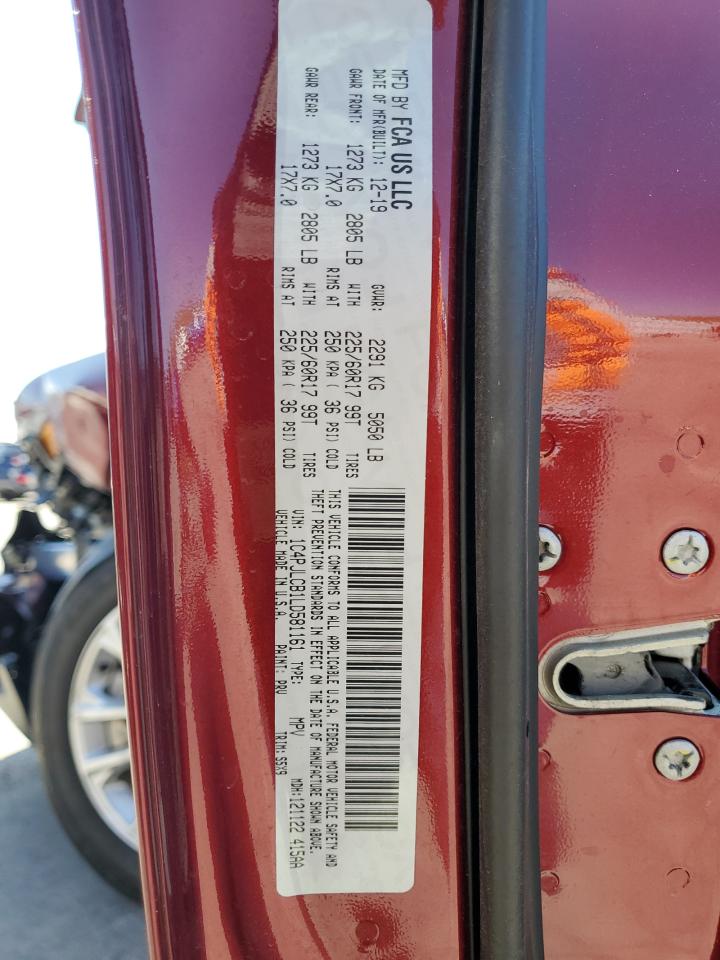 MFD BY FCA US LLC
DATE OF MFR(BUILT): 12-19 GVWR: 2291 KG 5050 LB
GAWR FRONT: 1273 KG 2805 LB WITH 225/60R17 99T TIRES
17X7.0 RIMS AT 250 KPA ( 36 PSI) COLD
GAWR REAR: 1273 KG 2805 LB WITH 225/60R17 99T TIRES
17X7.0 RIMS AT 250 KPA ( 36 PSI) COLD
THIS VEHICLE CONFORMS TO ALL APPLICABLE U.S.A. FEDERAL MOTOR VEHICLE SAFETY AND
THEFT PREVENTION STANDARDS IN EFFECT ON THE DATE OF MANUFACTURE SHOWN ABOVE.
VIN: 1C4PJLCB1LD581161 TYPE: MPV MDH:121122 415AA
VEHICLE MADE IN U.S.A. PAINT: PRV TRIM: S5X9